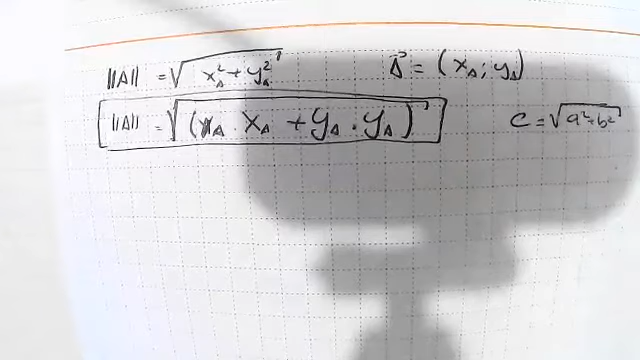 ||A|| = √(x_A² + y_A²)
A⃗ = (x_A; y_A)
||A|| = √(x_A · x_A + y_A · y_A)
c = √(a² + b²)